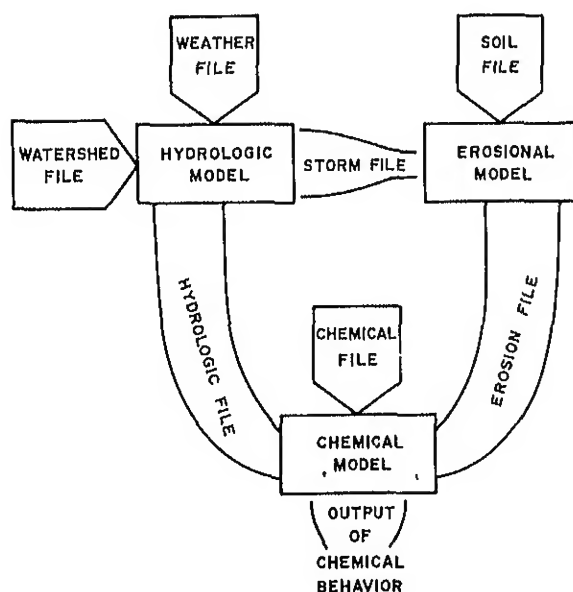 WEATHER
FILE
SOIL
FILE
WATERSHED
FILE
HYDROLOGIC
MODEL
STORM FILE
EROSIONAL
MODEL
HYDROLOGIC FILE
EROSION FILE
CHEMICAL
FILE
CHEMICAL
MODEL
OUTPUT
OF
CHEMICAL
BEHAVIOR